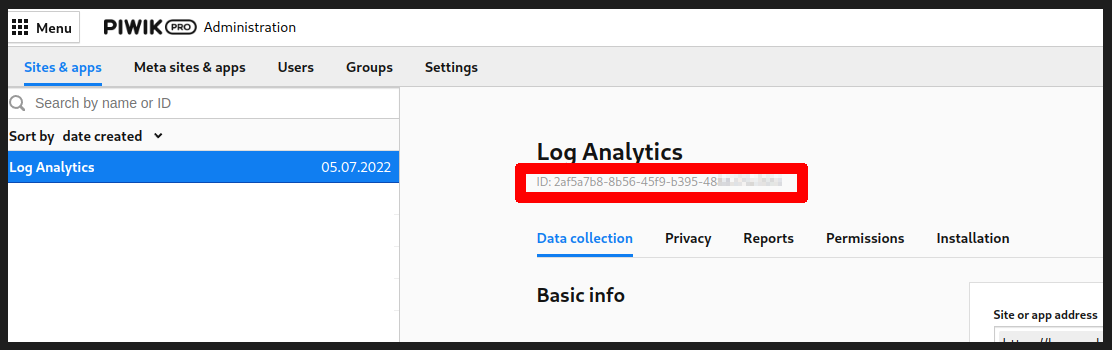 Menu PIWIK PRO Administration
Sites & apps Meta sites & apps Users Groups Settings
Search by name or ID
Sort by date created
Log Analytics 05.07.2022
Log Analytics
ID: 2af5a7b8-8b56-45f9-b395-48
Data collection Privacy Reports Permissions Installation
Basic info
Site or app address